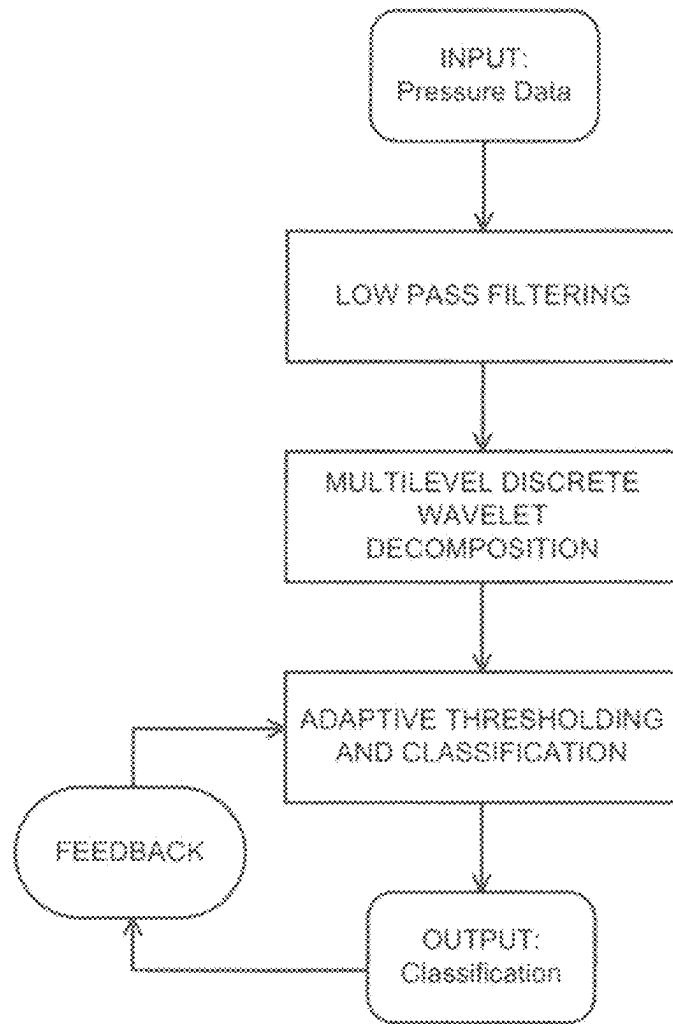 INPUT:
Pressure Data
LOW PASS FILTERING
MULTILEVEL DISCRETE
WAVELET
DECOMPOSITION
ADAPTIVE THRESHOLDING
AND CLASSIFICATION
FEEDBACK
OUTPUT:
Classification